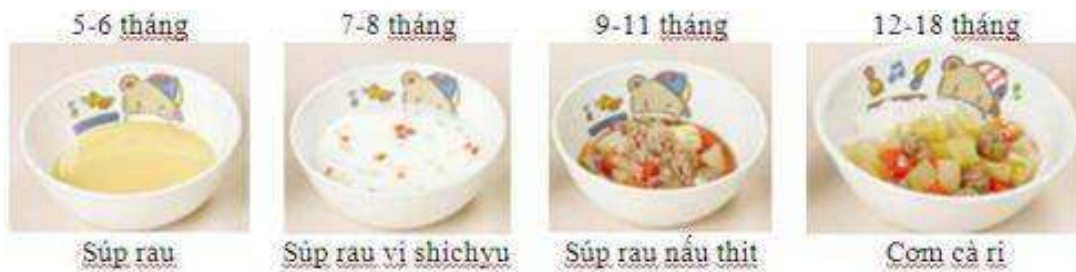 5-6 tháng
7-8 tháng
9-11 tháng
12-18 tháng
Súp rau
Súp rau vị shichyu
Súp rau nấu thịt
Cơm cà ri